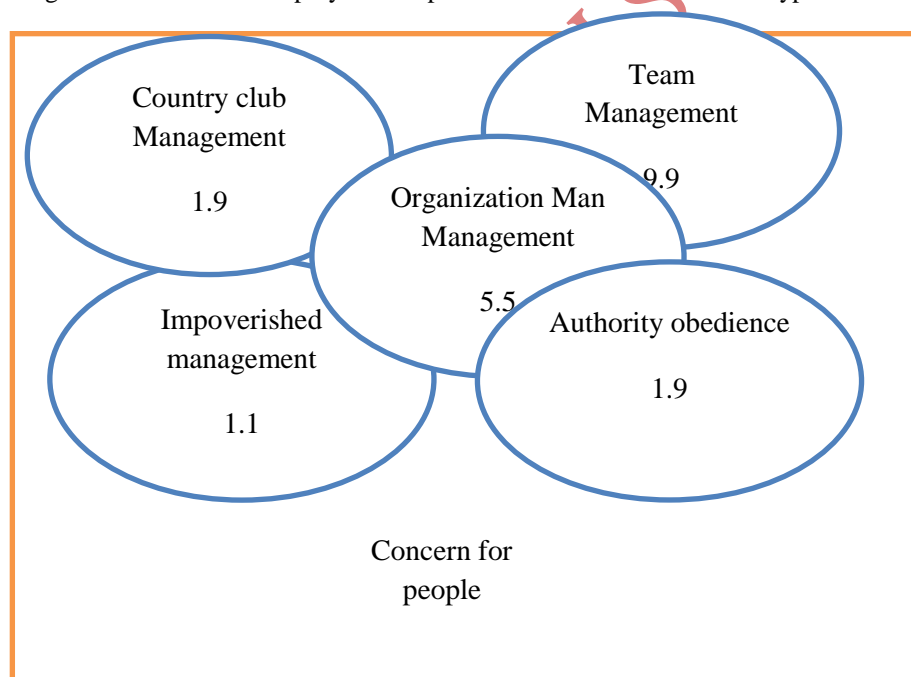 Country club
Management
1.9
Team
Management
9.9
Organization Man
Management
5.5
Impoverished
management
1.1
Authority obedience
1.9
Concern for
people